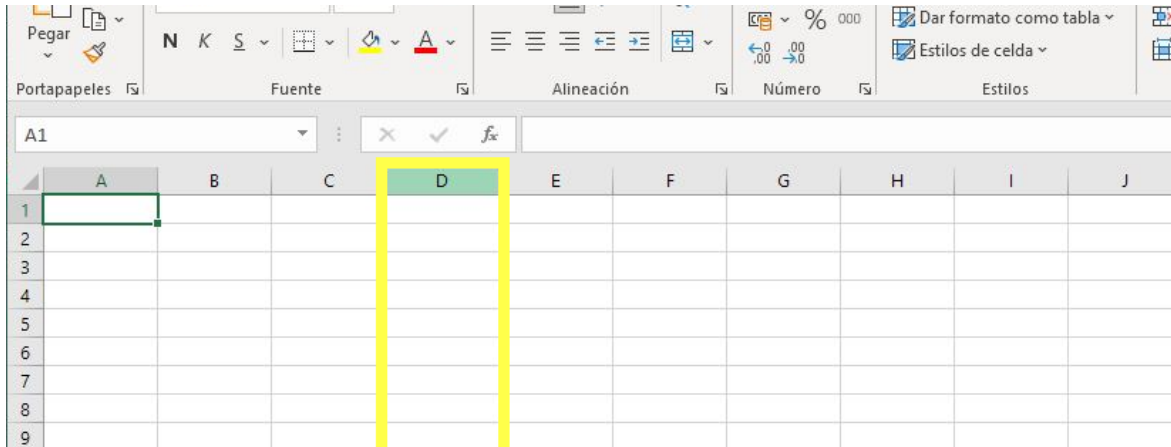 Pegar
N K S A
% 000
Dar formato como tabla
Estilos de celda
Portapapeles Fuente Alineación Número Estilos
A1 fx
A B C D E F G H I J
1
2
3
4
5
6
7
8
9